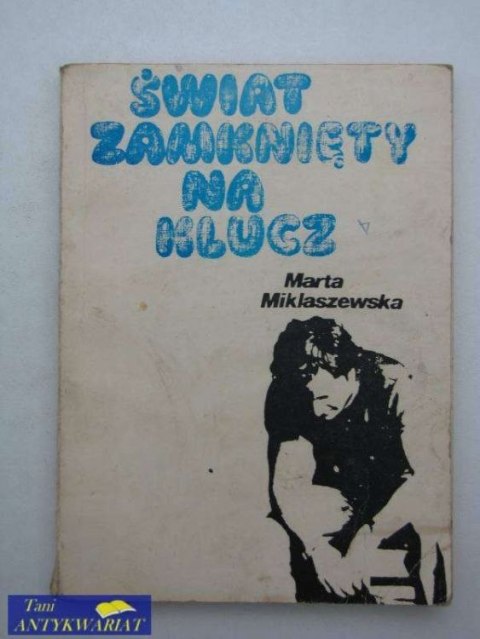 ŚWIAT
ZAMKNIĘTY
NA
KLUCZ
Marta
Miklaszewska
Tani
ANTYKWARIAT